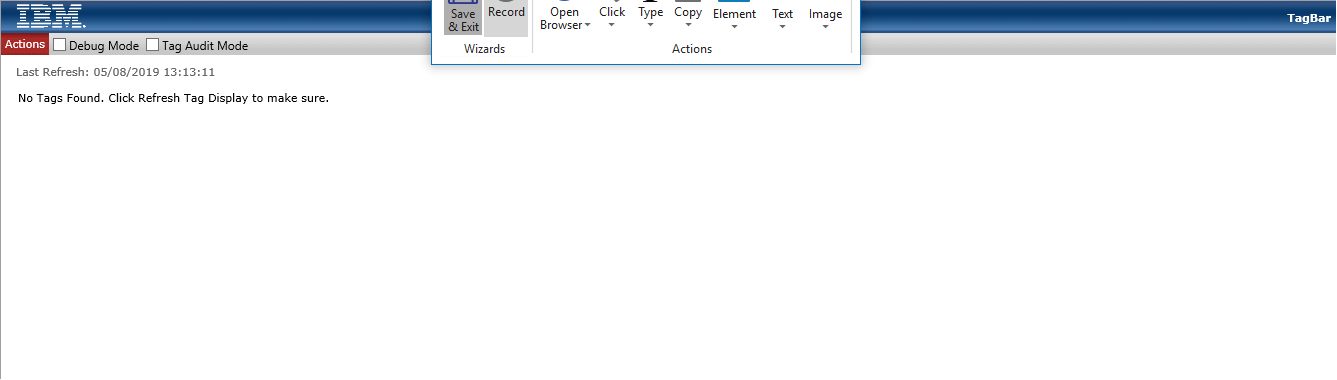 IBM.
TagBar
Save
& Exit
Record
Open
Browser
Click
Type
Copy
Element
Text
Image
Wizards
Actions
Actions
Debug Mode
Tag Audit Mode
Last Refresh: 05/08/2019 13:13:11
No Tags Found. Click Refresh Tag Display to make sure.